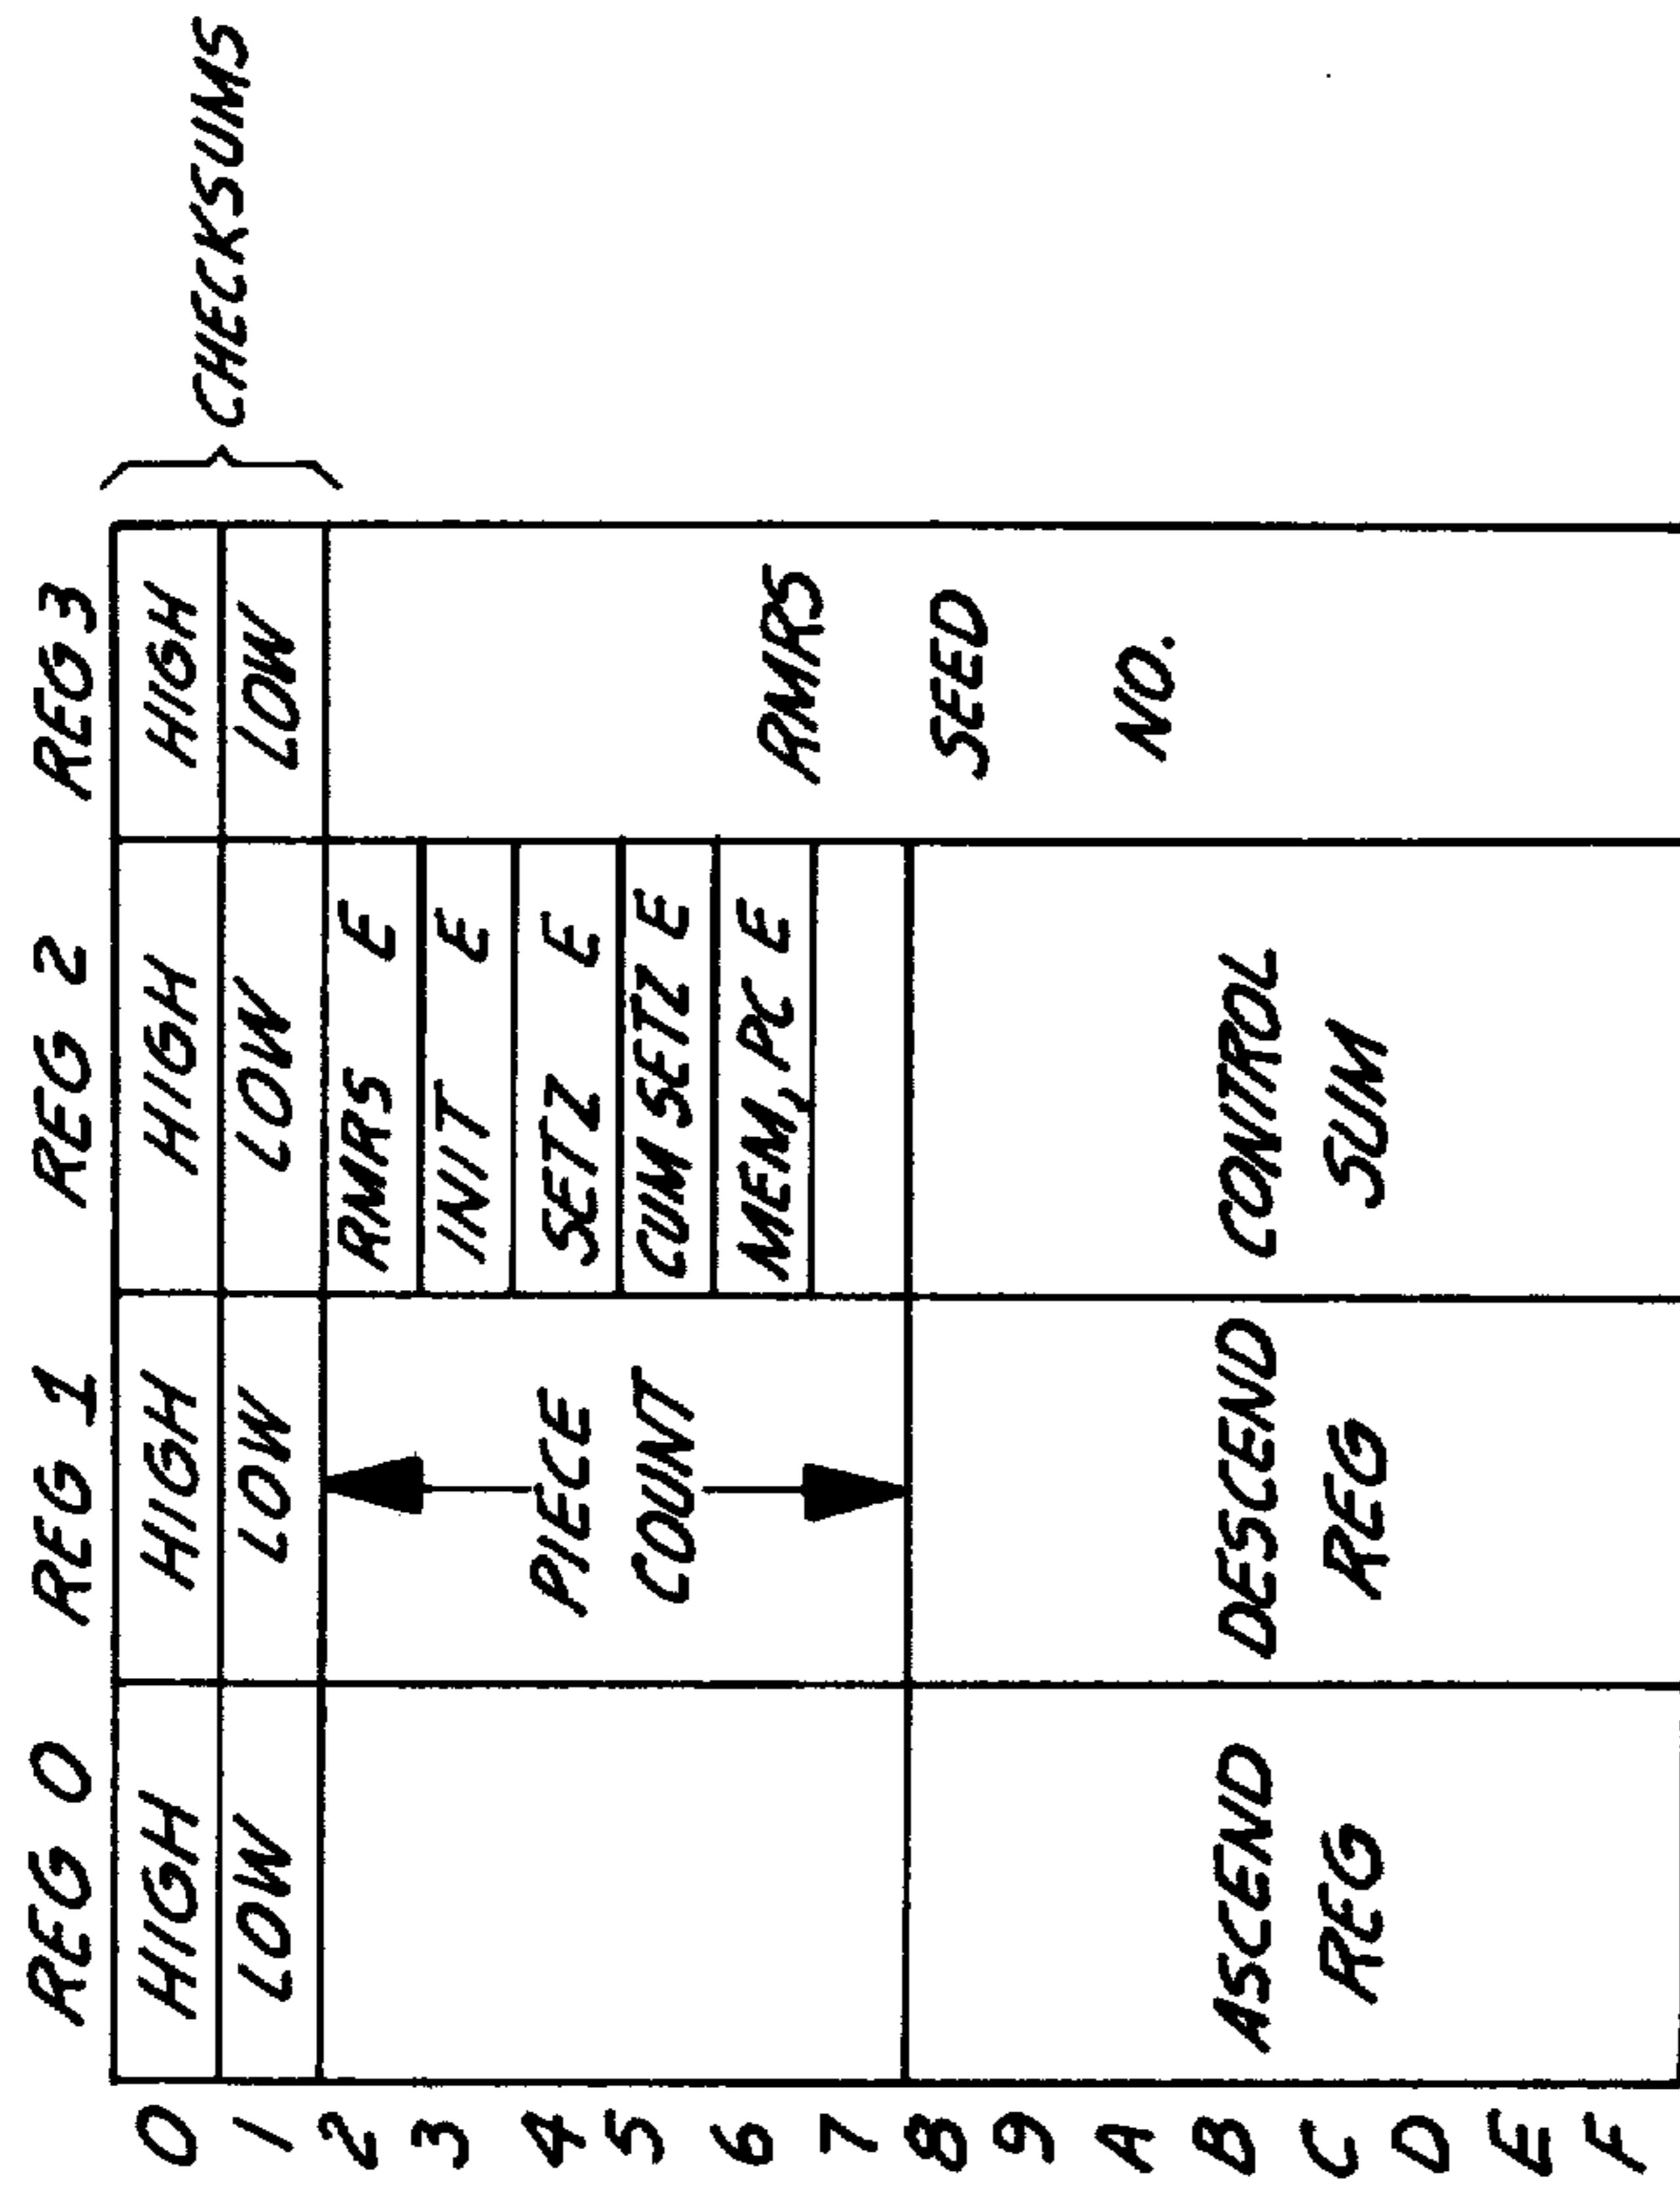 REG 0 REG 1 REG 2 REG 3
0 HIGH HIGH HIGH HIGH
CHECKSUMS
1 LOW LOW LOW LOW
2 RMRS E
3 INIT E
4 PIECE SETZ E
5 COUNT CUM SETZ E
6 MEM, PC E
RMRS
7
8
SEED
9
A
NO.
B ASCEND DESCEND CONTROL
C REG REG SUM
D
E
F